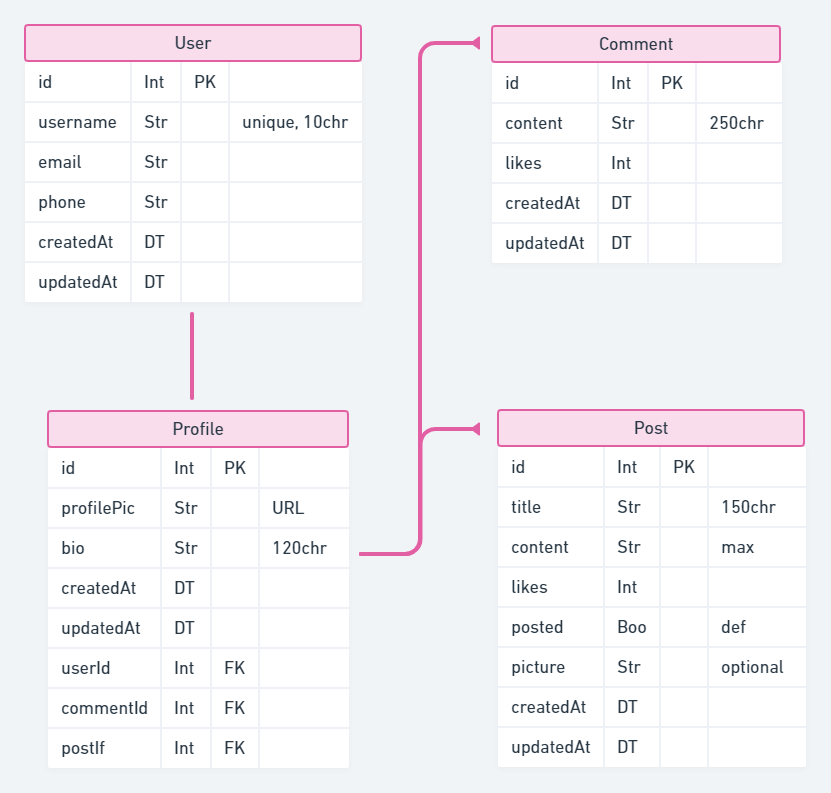 User
id Int PK
username Str unique, 10chr
email Str
phone Str
createdAt DT
updatedAt DT
Comment
id Int PK
content Str 250chr
likes Int
createdAt DT
updatedAt DT
Profile
id Int PK
profilePic Str URL
bio Str 120chr
createdAt DT
updatedAt DT
userId Int FK
commentId Int FK
postIf Int FK
Post
id Int PK
title Str 150chr
content Str max
likes Int
posted Boo def
picture Str optional
createdAt DT
updatedAt DT